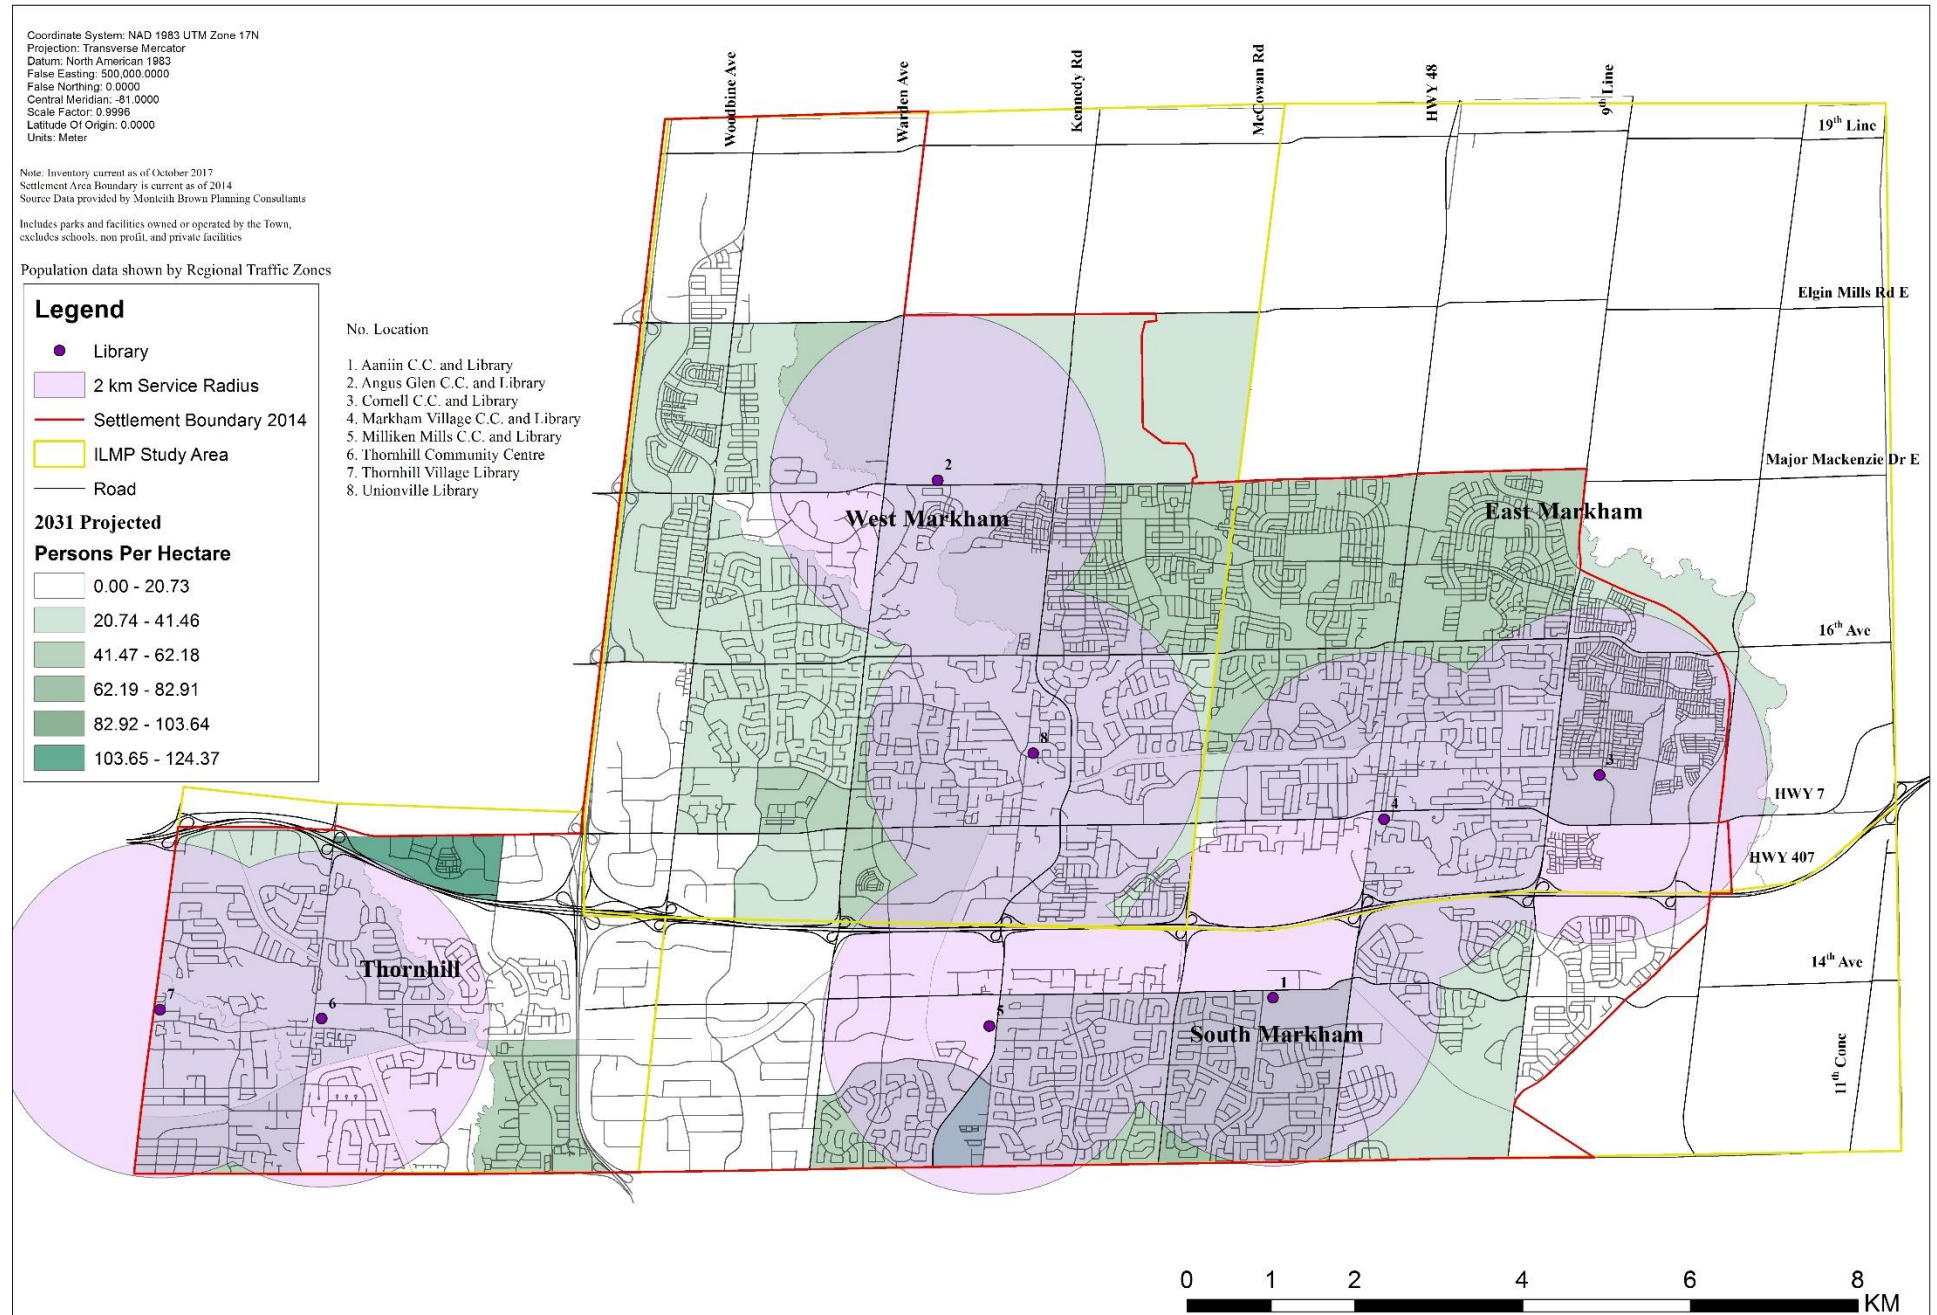 Coordinate System: NAD 1983 UTM Zone 17N
Projection: Transverse Mercator
Datum: North American 1983
False Easting: 500,000.0000
False Northing: 0.0000
Central Meridian: -81.0000
Scale Factor: 0.9996
Latitude Of Origin: 0.0000
Units: Meter
Note: Inventory current as of October 2017
Settlement Area Boundary is current as of 2014
Source Data provided by Monteith Brown Planning Consultants
Includes parks and facilities owned or operated by the Town,
excludes schools, non profit, and private facilities
Population data shown by Regional Traffic Zones
Legend
Library
2 km Service Radius
Settlement Boundary 2014
ILMP Study Area
Road
2031 Projected
Persons Per Hectare
0.00 - 20.73
20.74 - 41.46
41.47 - 62.18
62.19 - 82.91
82.92 - 103.64
103.65 - 124.37
No. Location
1. Aaniin C.C. and Library
2. Angus Glen C.C. and Library
3. Cornell C.C. and Library
4. Markham Village C.C. and Library
5. Milliken Mills C.C. and Library
6. Thornhill Community Centre
7. Thornhill Village Library
8. Unionville Library
Woodbine Ave
Warden Ave
Kennedy Rd
McCowan Rd
HWY 48
9th Line
19th Line
Elgin Mills Rd E
Major Mackenzie Dr E
16th Ave
HWY 7
HWY 407
14th Ave
11th Conc
2
West Markham
East Markham
8
3
4
Thornhill
7
6
1
5
South Markham
0 1 2 4 6 8
KM